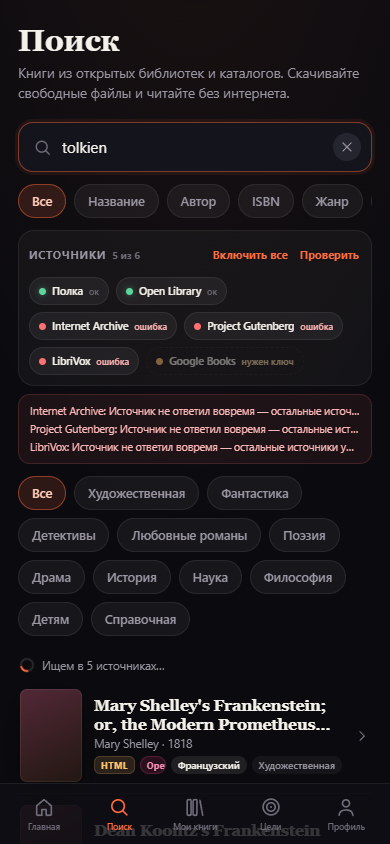 Поиск
Книги из открытых библиотек и каталогов. Скачивайте
свободные файлы и читайте без интернета.
tolkien
Все Название Автор ISBN Жанр
ИСТОЧНИКИ 5 из 6 Включить все Проверить
Полка ок Open Library ок
Internet Archive ошибка Project Gutenberg ошибка
LibriVox ошибка Google Books нужен ключ
Internet Archive: Источник не ответил вовремя — остальные источ...
Project Gutenberg: Источник не ответил вовремя — остальные ист...
LibriVox: Источник не ответил вовремя — остальные источники у...
Все Художественная Фантастика
Детективы Любовные романы Поэзия
Драма История Наука Философия
Детям Справочная
Ищем в 5 источниках...
Mary Shelley's Frankenstein;
or, the Modern Prometheus...
Mary Shelley · 1818
HTML Ope Французский Художественная
Dean Koontz's Frankenstein
Главная Поиск Мои книги Цели Профиль